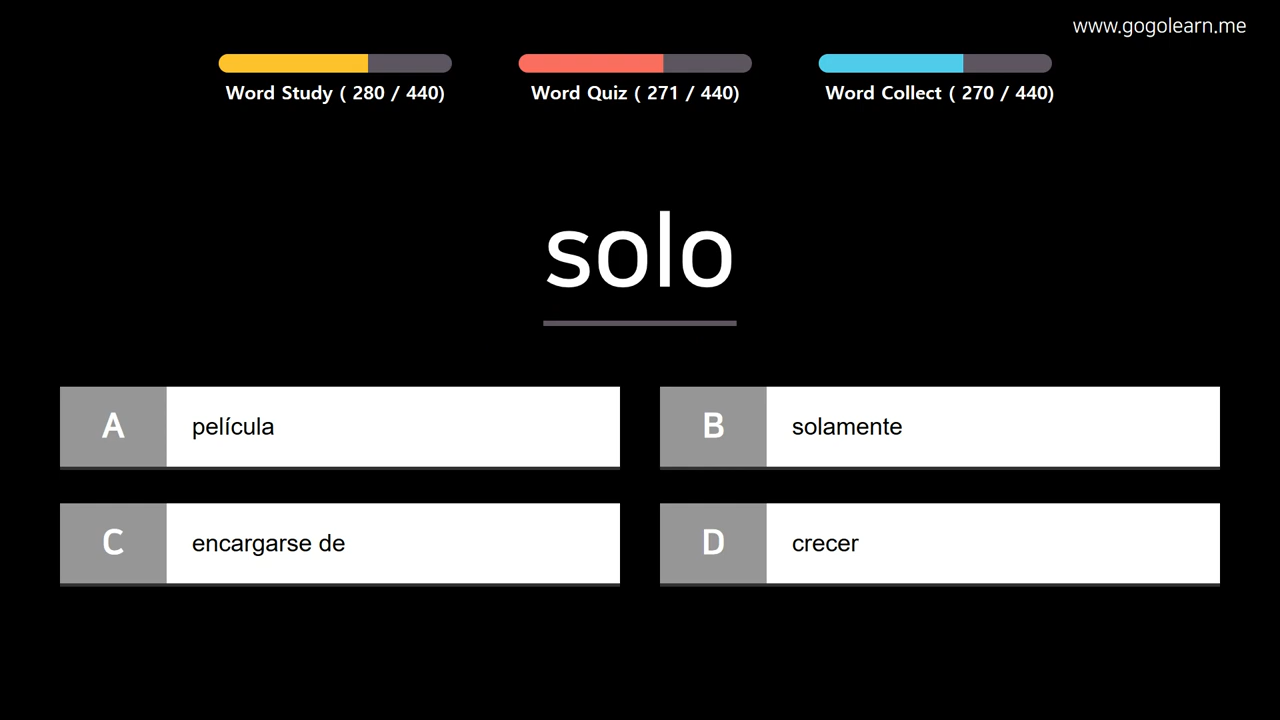 www.gogolearn.me
Word Study ( 280 / 440)
Word Quiz ( 271 / 440)
Word Collect ( 270 / 440)
solo
A película
B solamente
C encargarse de
D crecer